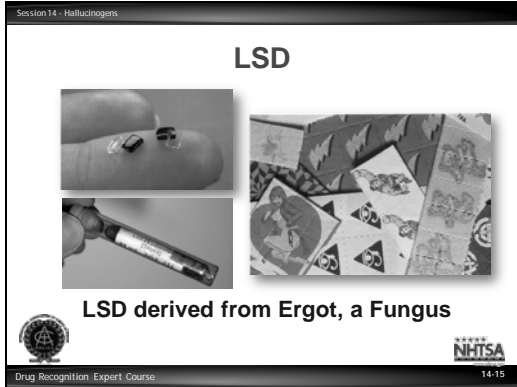 Session 14 - Hallucinogens
LSD
LSD derived from Ergot, a Fungus
NHTSA
Drug Recognition Expert Course
14-15